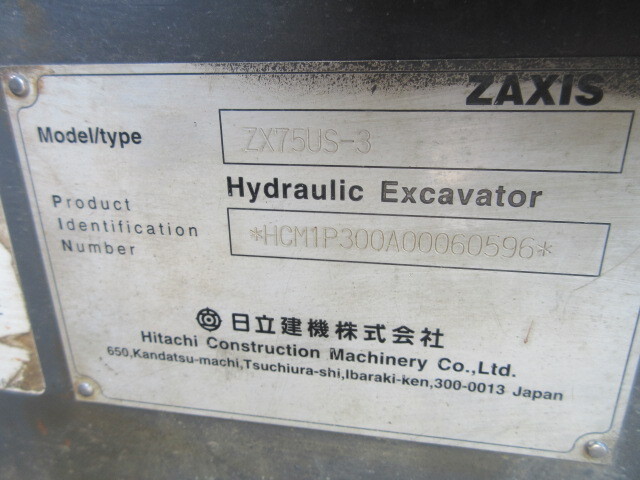 ZAXIS
Model/type ZX75US-3
Hydraulic Excavator
Product
Identification
Number
*HCM1P300A00060596*
日立建機株式会社
Hitachi Construction Machinery Co.,Ltd.
650,Kandatsu-machi,Tsuchiura-shi,Ibaraki-ken,300-0013 Japan